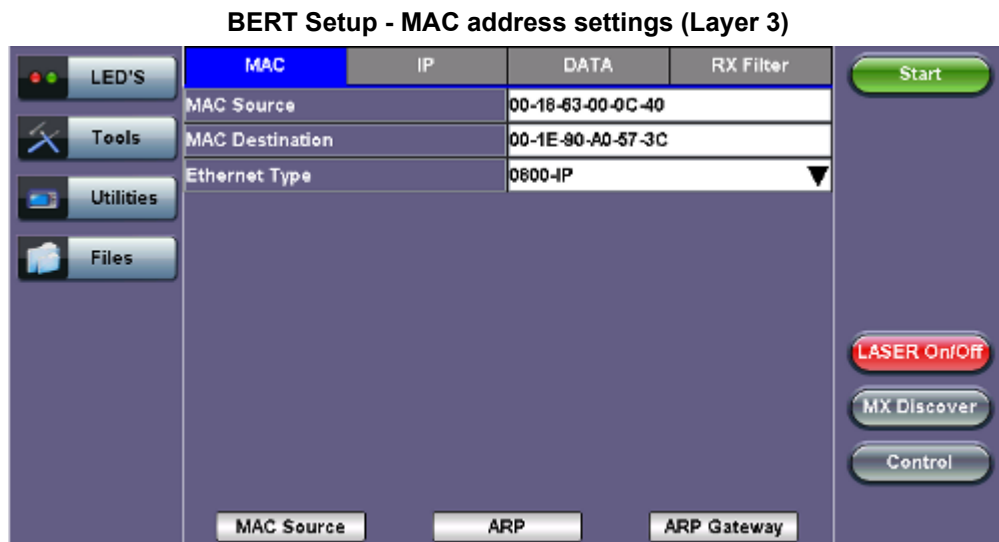 BERT Setup - MAC address settings (Layer 3)
LED'S
MAC IP DATA RX Filter
Start
MAC Source 00-18-63-00-0C-40
Tools
MAC Destination 00-1E-90-A0-57-3C
Ethernet Type 0800-IP
Utilities
Files
LASER On/Off
MX Discover
Control
MAC Source ARP ARP Gateway